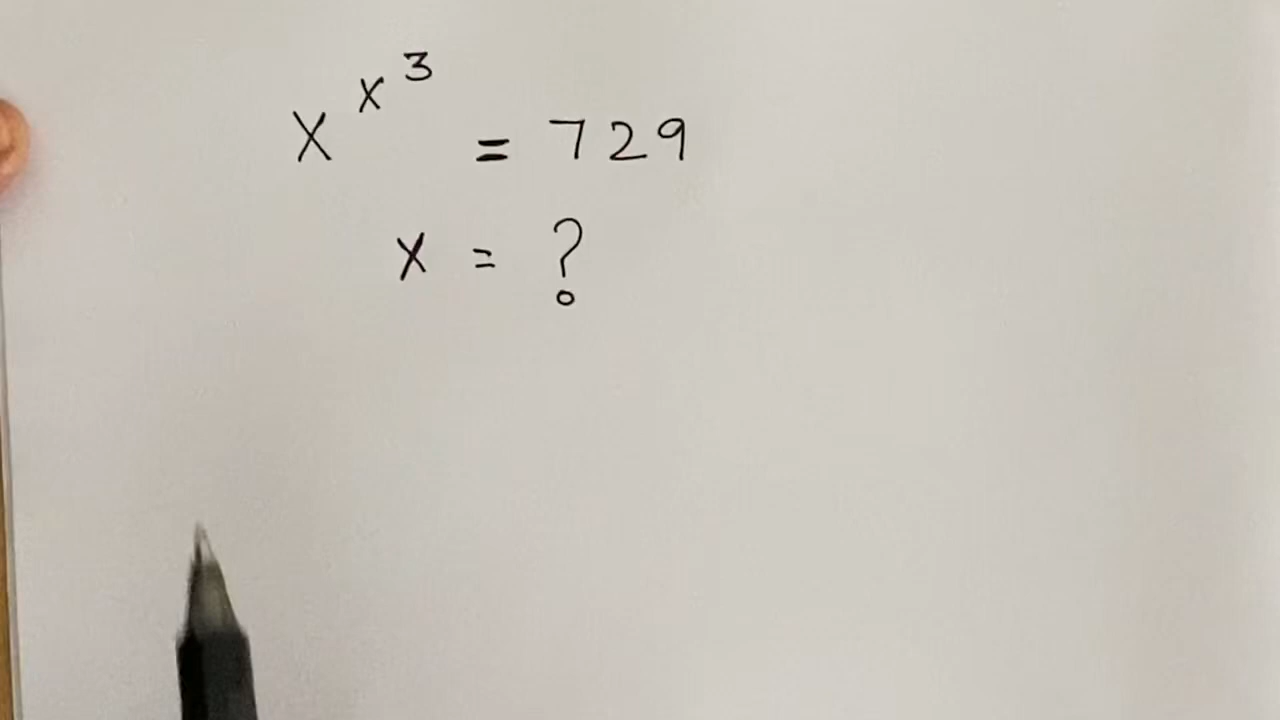 x^x^3 = 729
x = ?